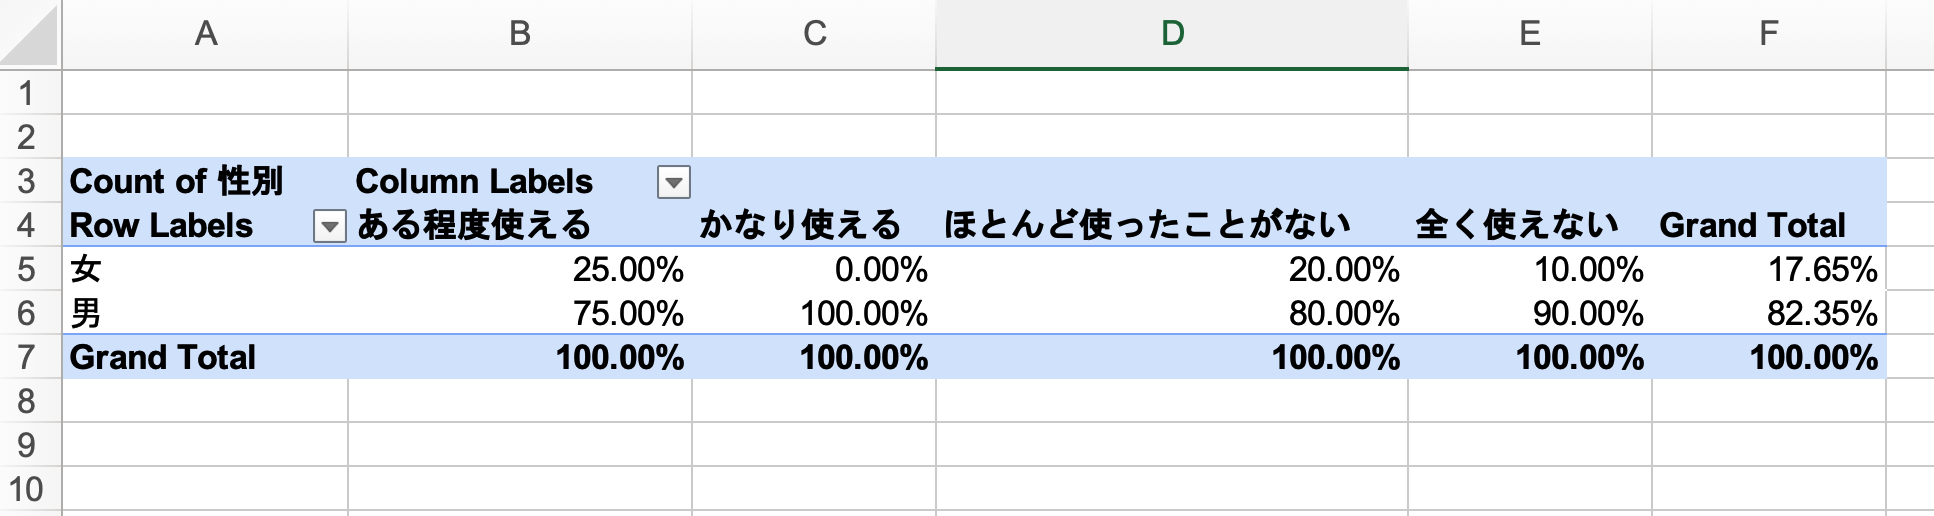 A B C D E F
1
2
3 Count of 性別 Column Labels
4 Row Labels ある程度使える かなり使える ほとんど使ったことがない 全く使えない Grand Total
5 女 25.00% 0.00% 20.00% 10.00% 17.65%
6 男 75.00% 100.00% 80.00% 90.00% 82.35%
7 Grand Total 100.00% 100.00% 100.00% 100.00% 100.00%
8
9
10